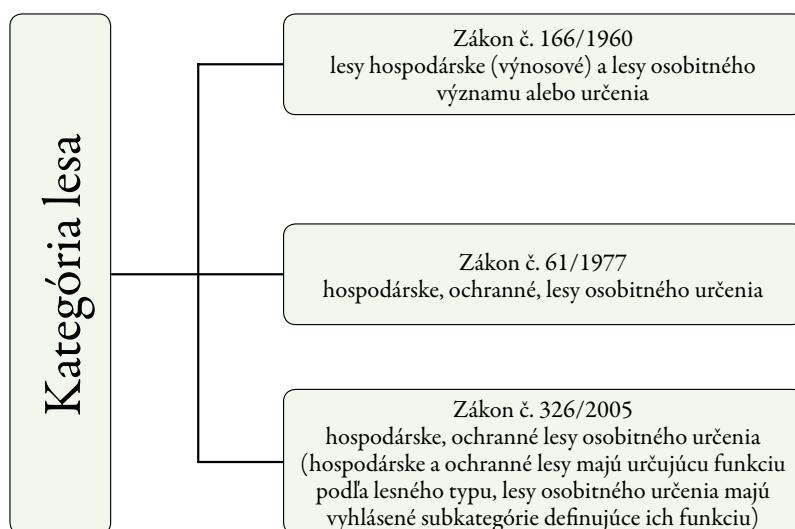 Kategória lesa
Zákon č. 166/1960
lesy hospodárske (výnosové) a lesy osobitného
významu alebo určenia
Zákon č. 61/1977
hospodárske, ochranné, lesy osobitného určenia
Zákon č. 326/2005
hospodárske, ochranné lesy osobitného určenia
(hospodárske a ochranné lesy majú určujúcu funkciu
podľa lesného typu, lesy osobitného určenia majú
vyhlásené subkategórie definujúce ich funkciu)